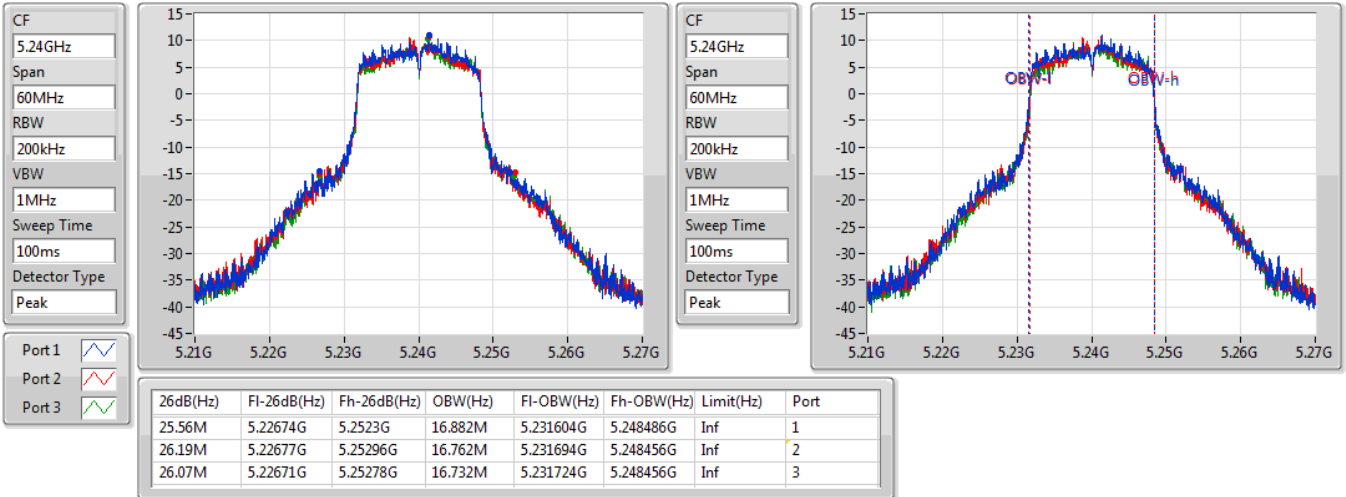 CF
5.24GHz
Span
60MHz
RBW
200kHz
VBW
1MHz
Sweep Time
100ms
Detector Type
Peak
15
10
5
0
-5
-10
-15
-20
-25
-30
-35
-40
-45
5.21G 5.22G 5.23G 5.24G 5.25G 5.26G 5.27G
CF
5.24GHz
Span
60MHz
RBW
200kHz
VBW
1MHz
Sweep Time
100ms
Detector Type
Peak
15
10
5
0
-5
-10
-15
-20
-25
-30
-35
-40
-45
OBW-l OBW-h
5.21G 5.22G 5.23G 5.24G 5.25G 5.26G 5.27G
Port 1
Port 2
Port 3
26dB(Hz) Fl-26dB(Hz) Fh-26dB(Hz) OBW(Hz) Fl-OBW(Hz) Fh-OBW(Hz) Limit(Hz) Port
25.56M 5.22674G 5.2523G 16.882M 5.231604G 5.248486G Inf 1
26.19M 5.22677G 5.25296G 16.762M 5.231694G 5.248456G Inf 2
26.07M 5.22671G 5.25278G 16.732M 5.231724G 5.248456G Inf 3